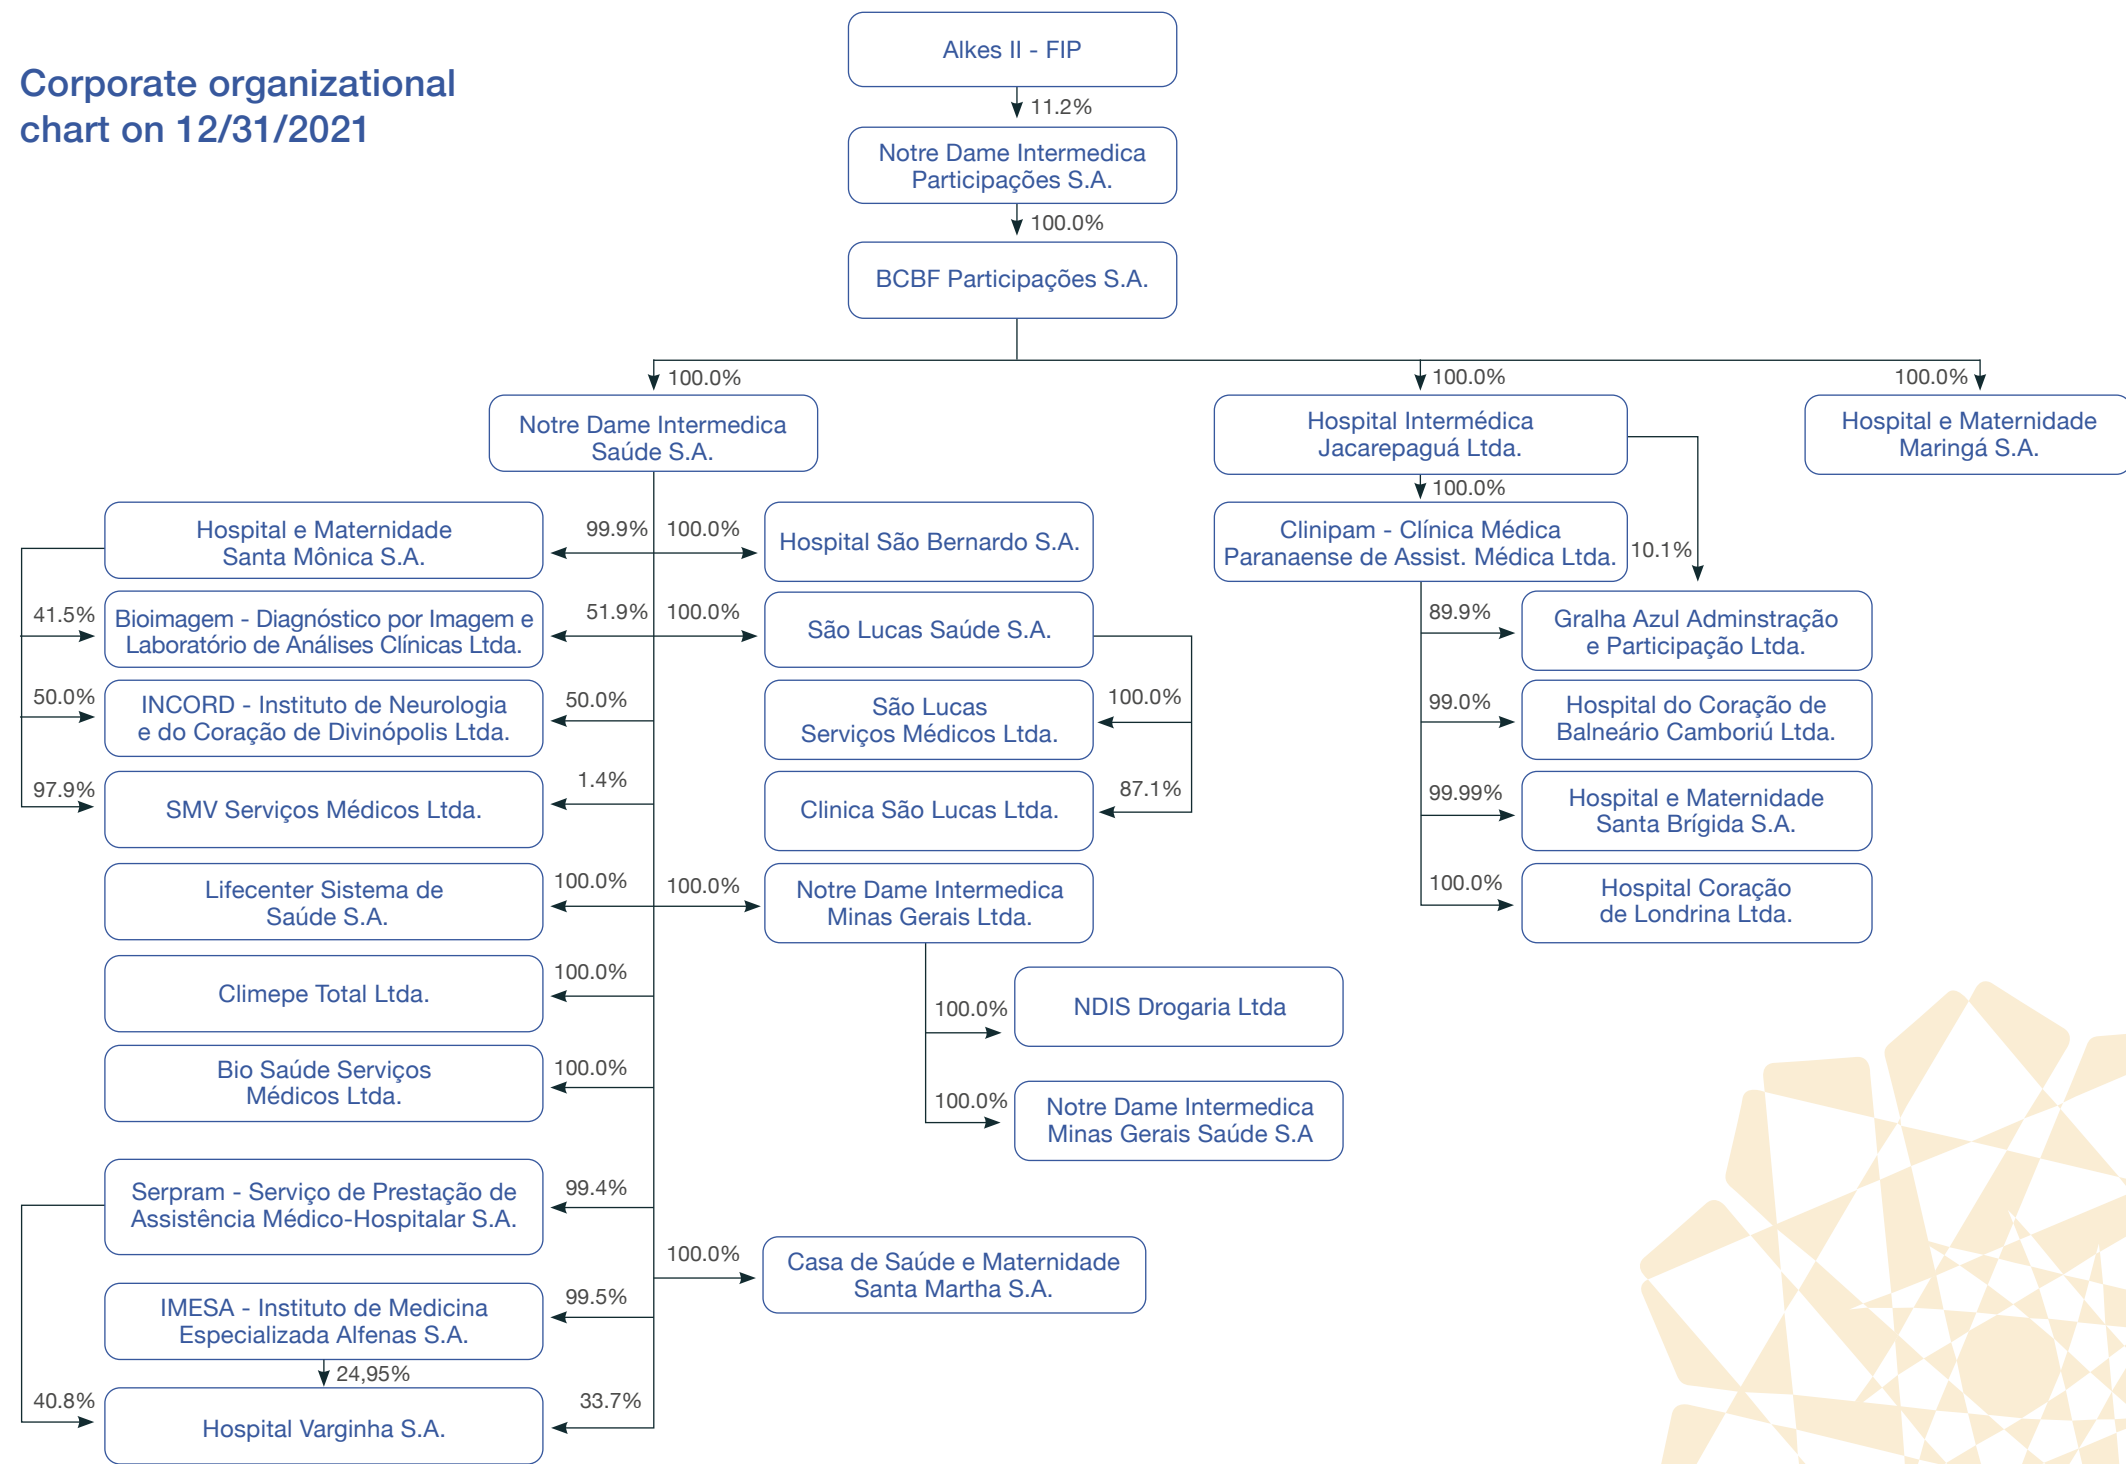 Corporate organizational
chart on 12/31/2021
Alkes II - FIP
11.2%
Notre Dame Intermedica
Participações S.A.
100.0%
BCBF Participações S.A.
100.0%
100.0%
100.0%
Notre Dame Intermedica
Saúde S.A.
Hospital Intermédica
Jacarepaguá Ltda.
Hospital e Maternidade
Maringá S.A.
100.0%
Hospital e Maternidade
Santa Mônica S.A.
99.9%
100.0%
Hospital São Bernardo S.A.
Clinipam - Clínica Médica
Paranaense de Assist. Médica Ltda.
10.1%
41.5%
Bioimagem - Diagnóstico por Imagem e
Laboratório de Análises Clínicas Ltda.
51.9%
100.0%
São Lucas Saúde S.A.
89.9%
Gralha Azul Adminstração
e Participação Ltda.
50.0%
INCORD - Instituto de Neurologia
e do Coração de Divinópolis Ltda.
50.0%
São Lucas
Serviços Médicos Ltda.
100.0%
99.0%
Hospital do Coração de
Balneário Camboriú Ltda.
97.9%
SMV Serviços Médicos Ltda.
1.4%
Clinica São Lucas Ltda.
87.1%
99.99%
Hospital e Maternidade
Santa Brígida S.A.
Lifecenter Sistema de
Saúde S.A.
100.0%
100.0%
Notre Dame Intermedica
Minas Gerais Ltda.
100.0%
Hospital Coração
de Londrina Ltda.
Climepe Total Ltda.
100.0%
100.0%
NDIS Drogaria Ltda
Bio Saúde Serviços
Médicos Ltda.
100.0%
100.0%
Notre Dame Intermedica
Minas Gerais Saúde S.A
Serpram - Serviço de Prestação de
Assistência Médico-Hospitalar S.A.
99.4%
100.0%
Casa de Saúde e Maternidade
Santa Martha S.A.
IMESA - Instituto de Medicina
Especializada Alfenas S.A.
99.5%
24,95%
40.8%
Hospital Varginha S.A.
33.7%